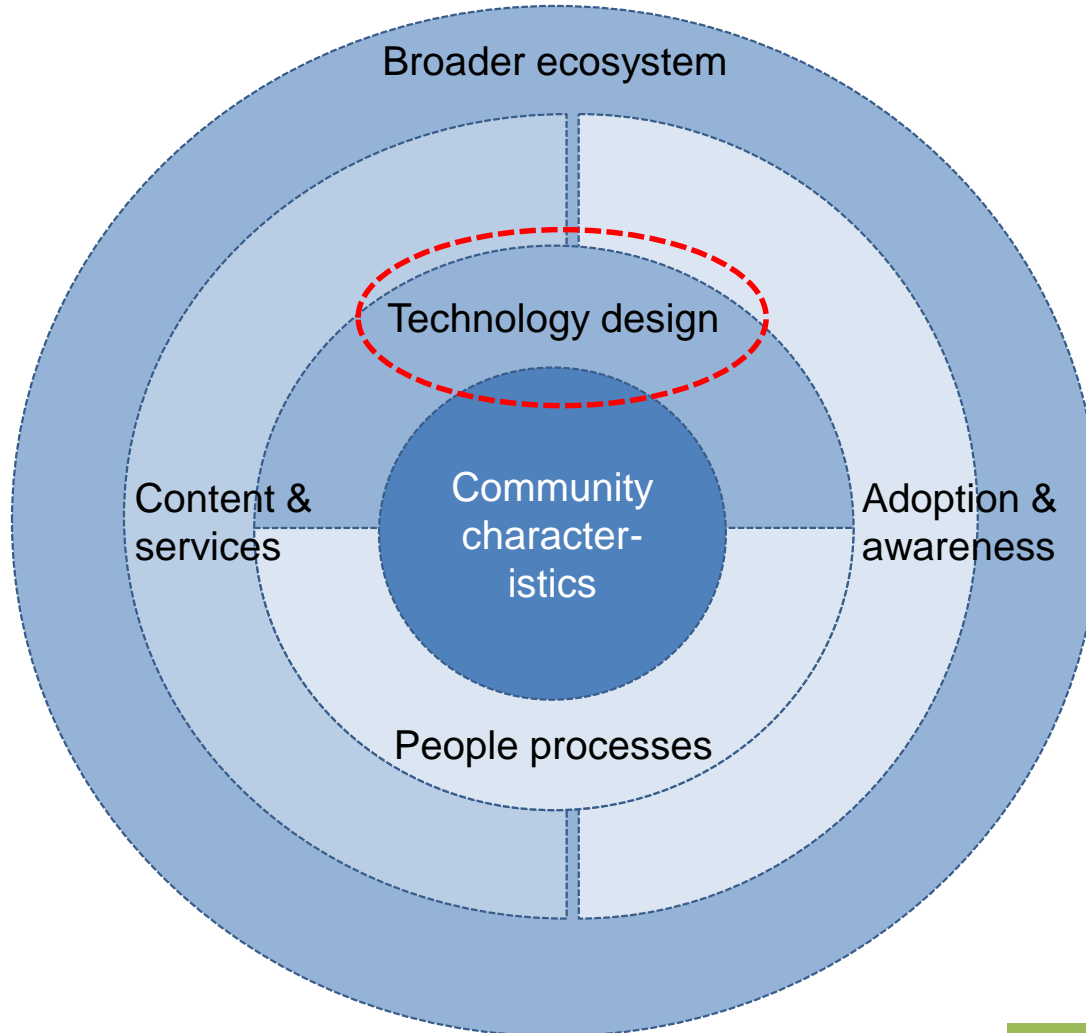 Broader ecosystem
Technology design
Content &
services
Community
character-
istics
Adoption &
awareness
People processes